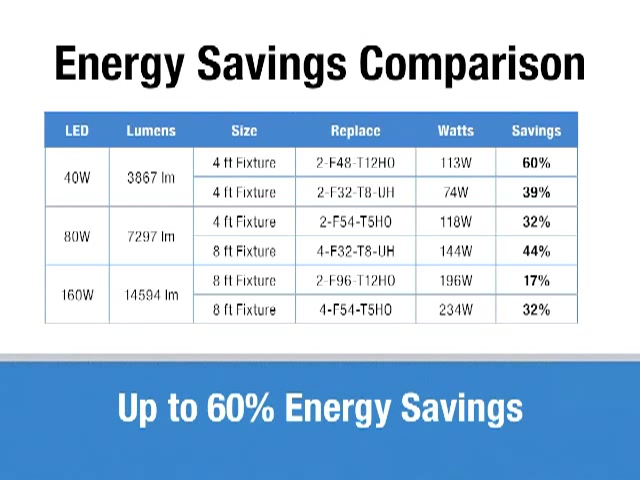 Energy Savings Comparison
LED Lumens Size Replace Watts Savings
40W 3867 lm 4 ft Fixture 2-F48-T12HO 113W 60%
4 ft Fixture 2-F32-T8-UH 74W 39%
80W 7297 lm 4 ft Fixture 2-F54-T5HO 118W 32%
8 ft Fixture 4-F32-T8-UH 144W 44%
160W 14594 lm 8 ft Fixture 2-F96-T12HO 196W 17%
8 ft Fixture 4-F54-T5HO 234W 32%
Up to 60% Energy Savings